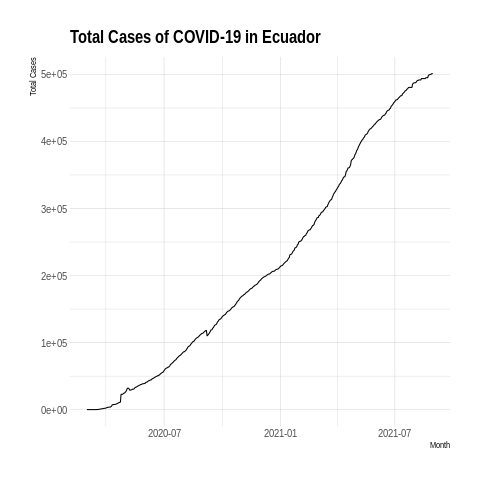 Total Cases of COVID-19 in Ecuador
Total Cases
5e+05
4e+05
3e+05
2e+05
1e+05
0e+00
2020-07 2021-01 2021-07
Month